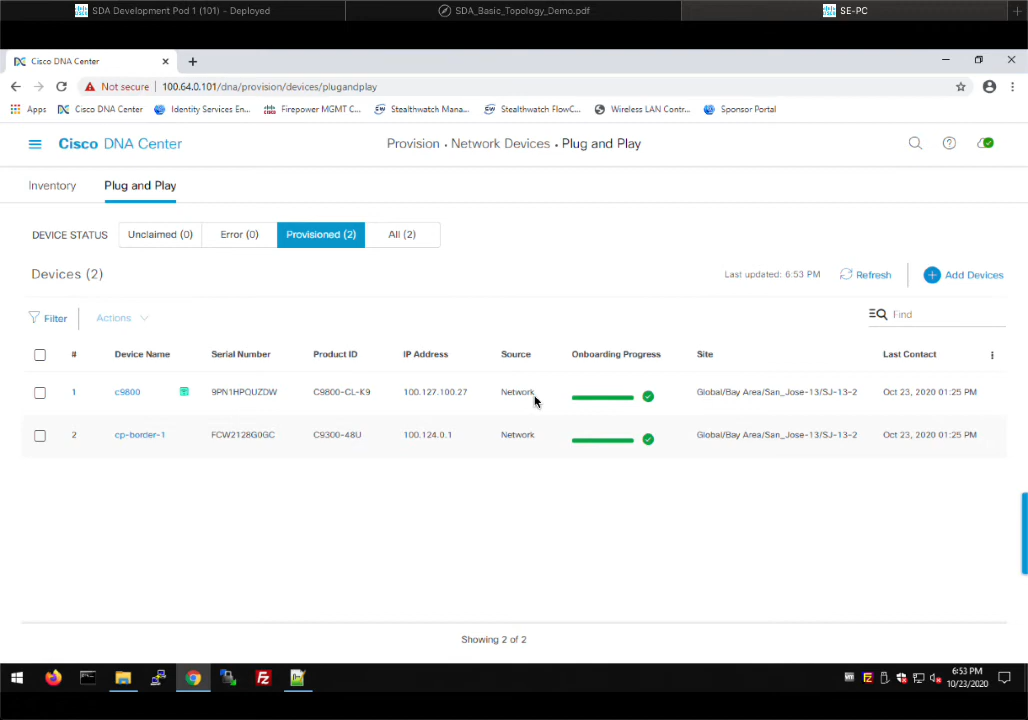 SDA Development Pod 1 (101) - Deployed
SDA_Basic_Topology_Demo.pdf
SE-PC
Cisco DNA Center
Not secure | 100.64.0.101/dna/provision/devices/plugandplay
Apps Cisco DNA Center Identity Services En... Firepower MGMT C... Stealthwatch Mana... Stealthwatch FlowC... Wireless LAN Contr... Sponsor Portal
Cisco DNA Center
Provision · Network Devices · Plug and Play
Inventory Plug and Play
DEVICE STATUS Unclaimed (0) Error (0) Provisioned (2) All (2)
Devices (2)
Last updated: 6:53 PM Refresh Add Devices
Filter Actions Find
# Device Name Serial Number Product ID IP Address Source Onboarding Progress Site Last Contact
1 c9800 9PN1HPOUZDW C9800-CL-K9 100.127.100.27 Network Global/Bay Area/San_Jose-13/SJ-13-2 Oct 23, 2020 01:25 PM
2 cp-border-1 FCW2128G0GC C9300-48U 100.124.0.1 Network Global/Bay Area/San_Jose-13/SJ-13-2 Oct 23, 2020 01:25 PM
Showing 2 of 2
6:53 PM
10/23/2020